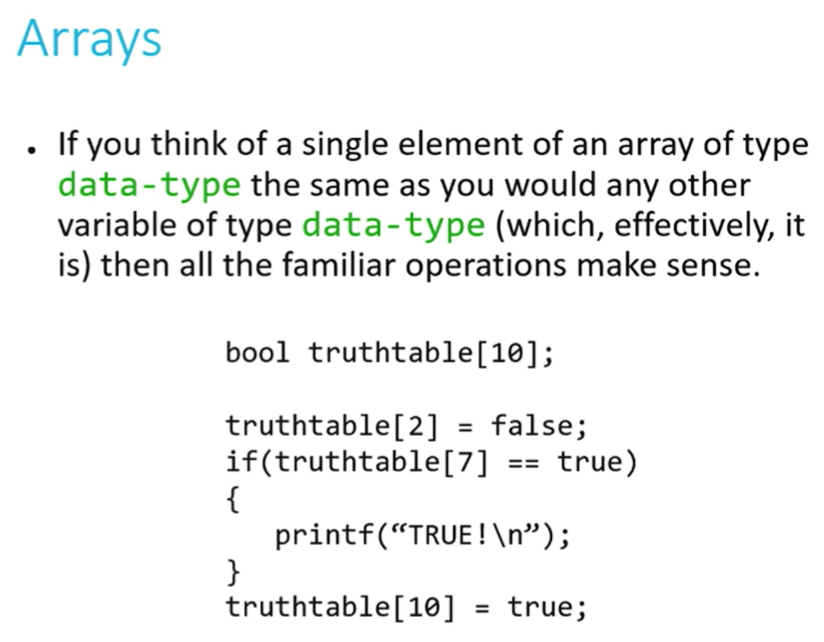 Arrays
• If you think of a single element of an array of type
data-type the same as you would any other
variable of type data-type (which, effectively, it
is) then all the familiar operations make sense.
bool truthtable[10];
truthtable[2] = false;
if(truthtable[7] == true)
{
printf(“TRUE!\n”);
}
truthtable[10] = true;